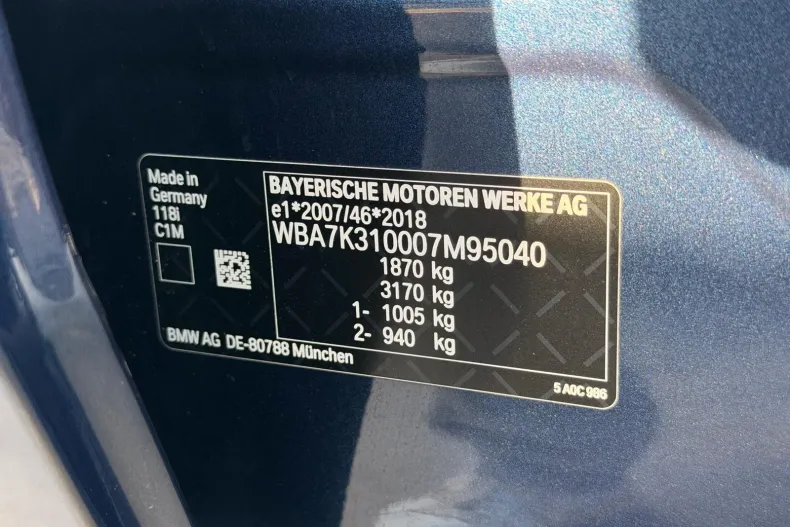 Made in
Germany
118i
C1M
BAYERISCHE MOTOREN WERKE AG
e1*2007/46*2018
WBA7K310007M95040
1870 kg
3170 kg
1- 1005 kg
2- 940 kg
BMW AG DE-80788 München
5 A0C 986